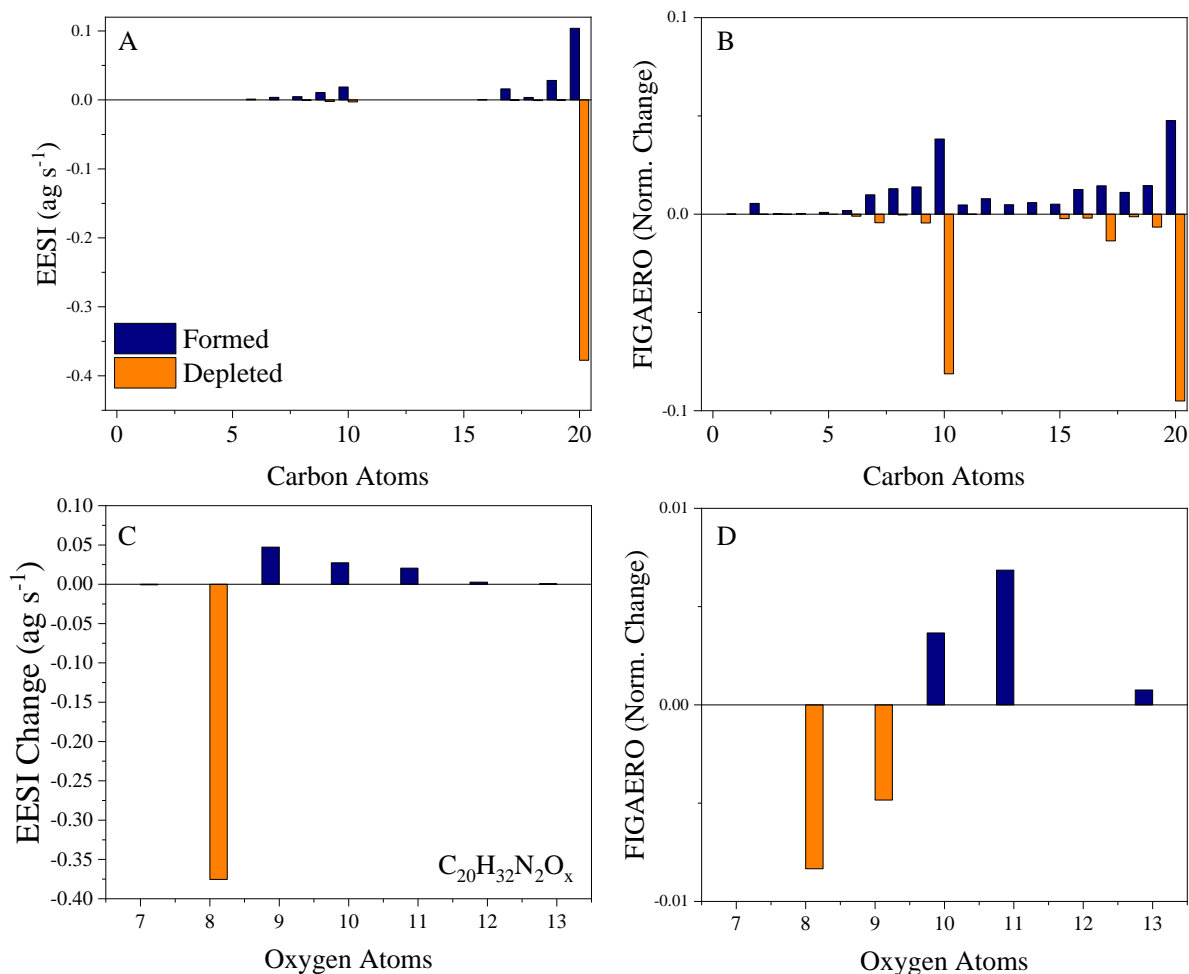 A
0.1
0.0
-0.1
-0.2
-0.3
-0.4
EESI (ag s⁻¹)
Formed
Depleted
0 5 10 15 20
Carbon Atoms
B
0.1
0.0
-0.1
FIGAERO (Norm. Change)
0 5 10 15 20
Carbon Atoms
C
0.10
0.05
0.00
-0.05
-0.10
-0.15
-0.20
-0.25
-0.30
-0.35
-0.40
EESI Change (ag s⁻¹)
C₂₀H₃₂N₂Oₓ
7 8 9 10 11 12 13
Oxygen Atoms
D
0.01
0.00
-0.01
FIGAERO (Norm. Change)
7 8 9 10 11 12 13
Oxygen Atoms